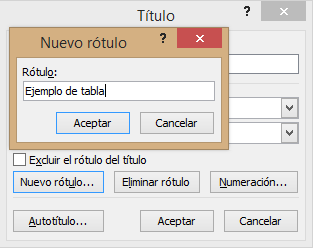 Título
?
Nuevo rótulo
?
Rótulo:
Ejemplo de tabla
Aceptar
Cancelar
Excluir el rótulo del título
Nuevo rótulo...
Eliminar rótulo
Numeración...
Autotítulo...
Aceptar
Cancelar